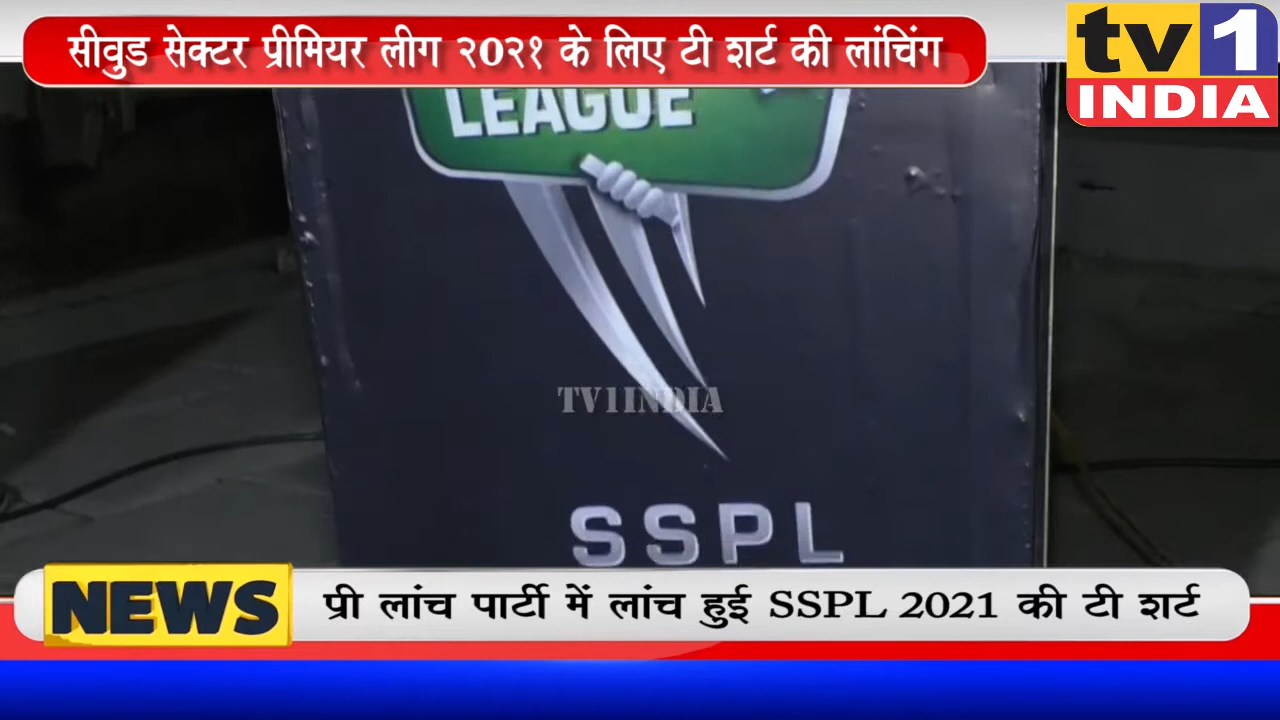 सीवुड सेक्टर प्रीमियर लीग २०२१ के लिए टी शर्ट की लांचिंग
tv1
INDIA
LEAGUE
TV1INDIA
SSPL
NEWS
प्री लांच पार्टी में लांच हुई SSPL 2021 की टी शर्ट